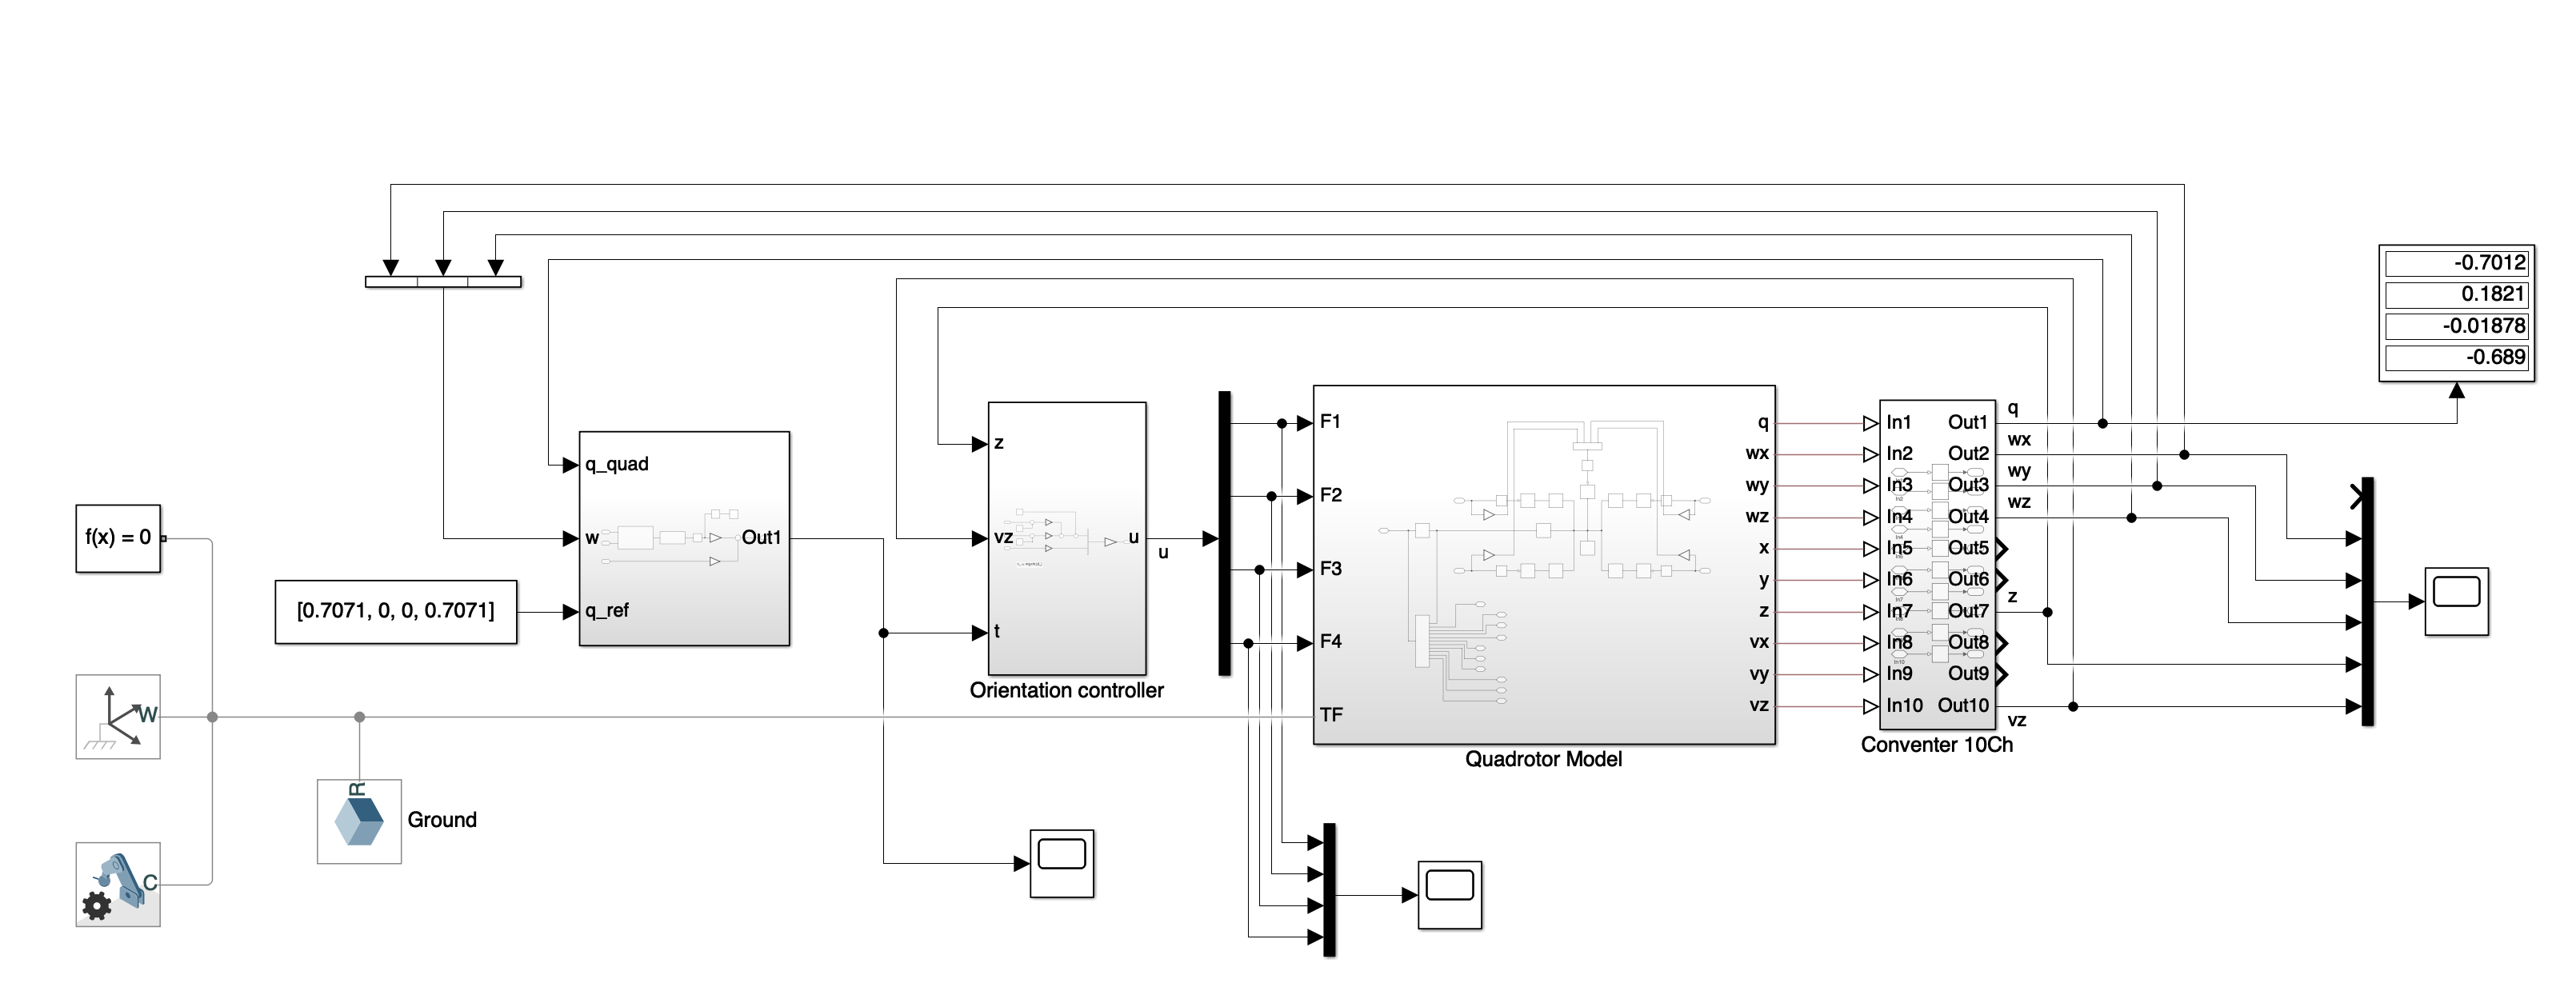 -0.7012
0.1821
-0.01878
-0.689
f(x) = 0
[0.7071, 0, 0, 0.7071]
W
C
R
Ground
q_quad
w
q_ref
Out1
z
vz
t
u
Orientation controller
u
F1
F2
F3
F4
TF
q
wx
wy
wz
x
y
z
vx
vy
vz
Quadrotor Model
In1
In2
In3
In4
In5
In6
In7
In8
In9
In10
Out1
Out2
Out3
Out4
Out5
Out6
Out7
Out8
Out9
Out10
Conventer 10Ch
q
wx
wy
wz
z
vz